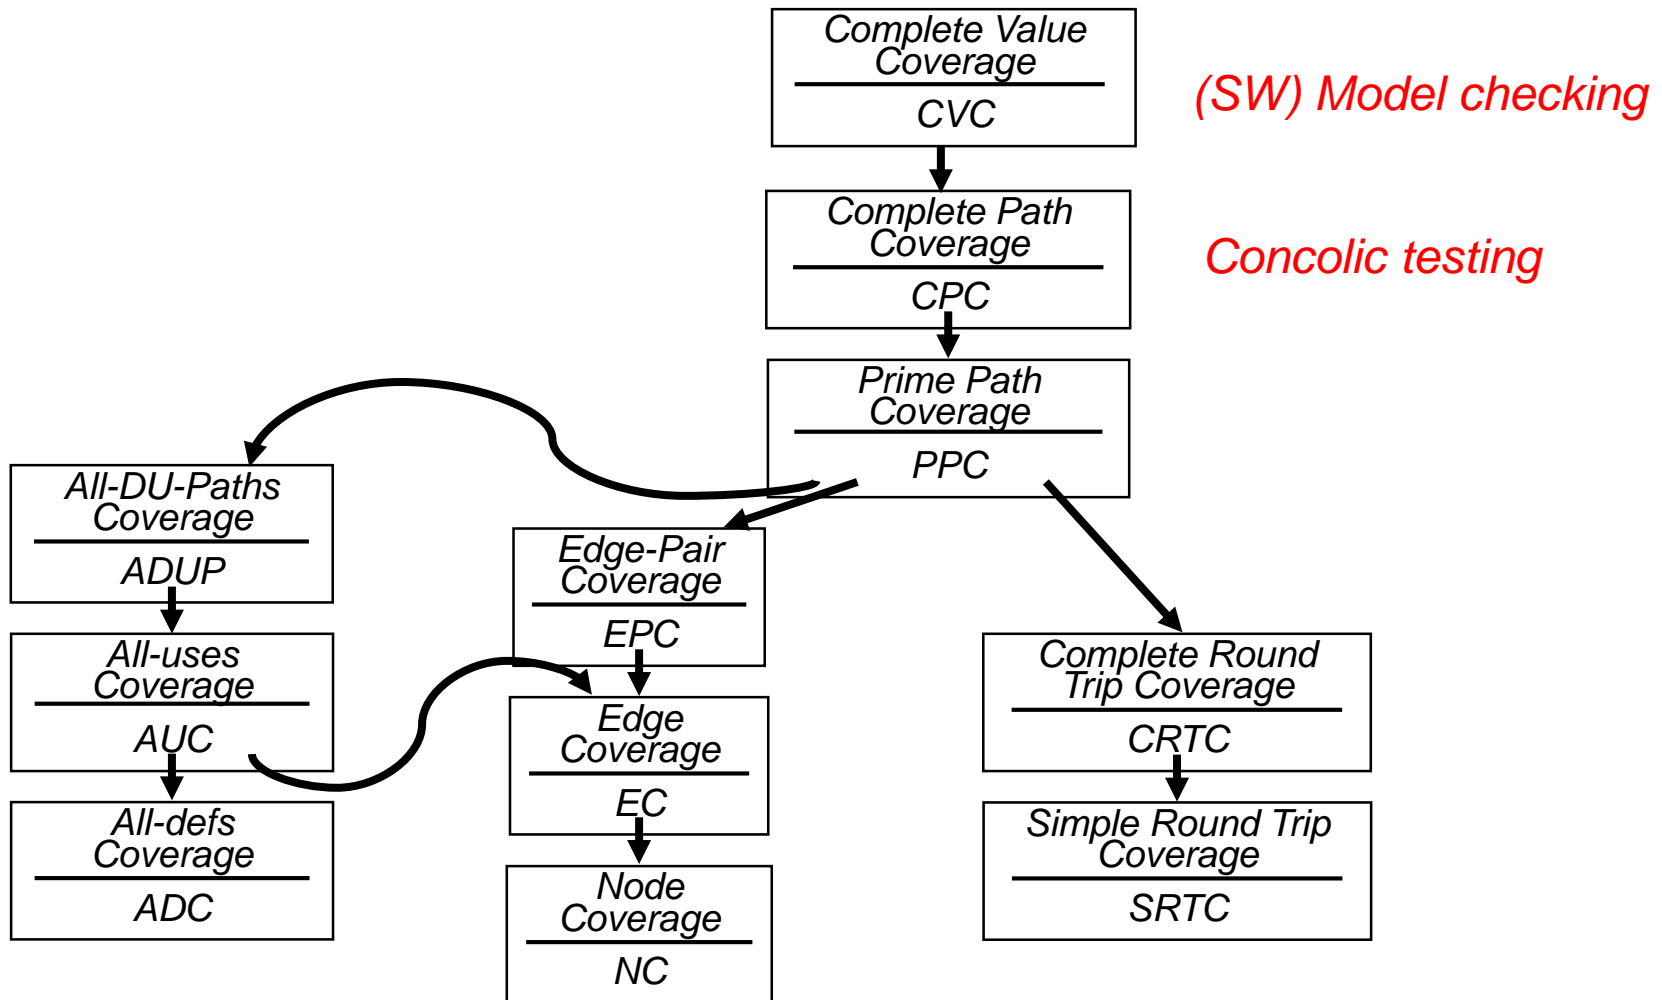 Complete Value
Coverage
CVC
(SW) Model checking
Complete Path
Coverage
CPC
Concolic testing
Prime Path
Coverage
PPC
All-DU-Paths
Coverage
ADUP
Edge-Pair
Coverage
EPC
All-uses
Coverage
AUC
Complete Round
Trip Coverage
CRTC
Edge
Coverage
EC
All-defs
Coverage
ADC
Simple Round Trip
Coverage
SRTC
Node
Coverage
NC